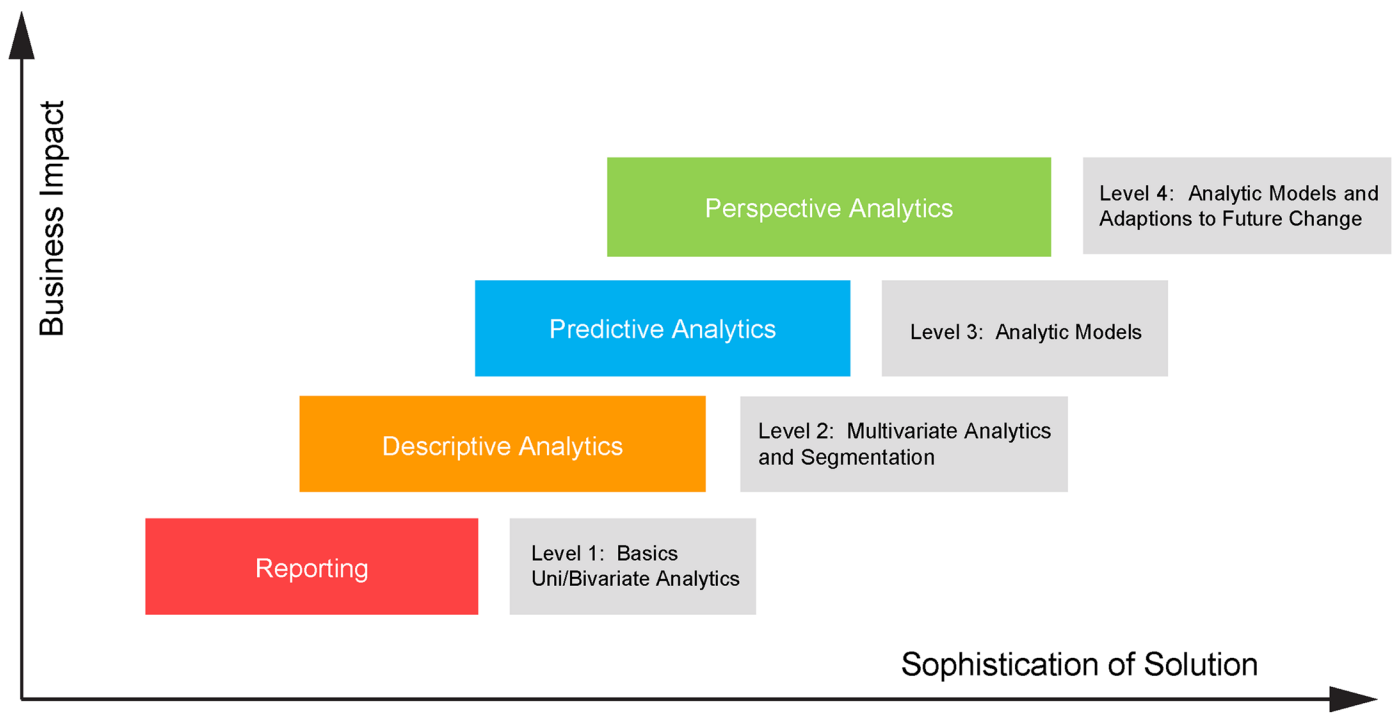 Business Impact
Perspective Analytics
Level 4: Analytic Models and
Adaptions to Future Change
Predictive Analytics
Level 3: Analytic Models
Descriptive Analytics
Level 2: Multivariate Analytics
and Segmentation
Reporting
Level 1: Basics
Uni/Bivariate Analytics
Sophistication of Solution